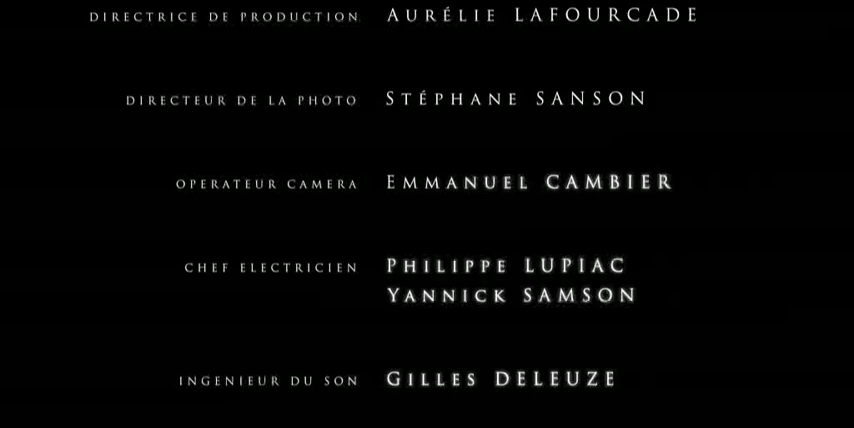 DIRECTRICE DE PRODUCTION AURÉLIE LAFOURCADE
DIRECTEUR DE LA PHOTO STÉPHANE SANSON
OPERATEUR CAMERA EMMANUEL CAMBIER
CHEF ELECTRICIEN PHILIPPE LUPIAC
YANNICK SAMSON
INGENIEUR DU SON GILLES DELEUZE